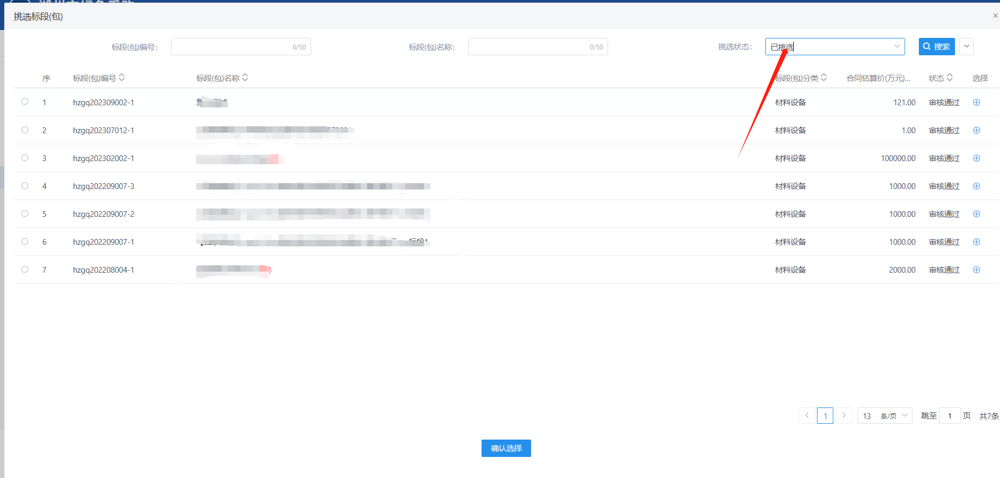 挑选标段(包)
标段(包)编号： 0/50 标段(包)名称： 0/50 挑选状态： 已挑选 搜索
序 标段(包)编号 标段(包)名称 标段(包)分类 合同估算价(万元)... 状态 选择
1 hzgq202309002-1 材料设备 121.00 审核通过
2 hzgq202307012-1 材料设备 1.00 审核通过
3 hzgq202302002-1 材料设备 100000.00 审核通过
4 hzgq202209007-3 材料设备 1000.00 审核通过
5 hzgq202209007-2 材料设备 1000.00 审核通过
6 hzgq202209007-1 标段1 材料设备 1000.00 审核通过
7 hzgq202208004-1 材料设备 2000.00 审核通过
1 13 条/页 跳至 1 页 共7条
确认选择